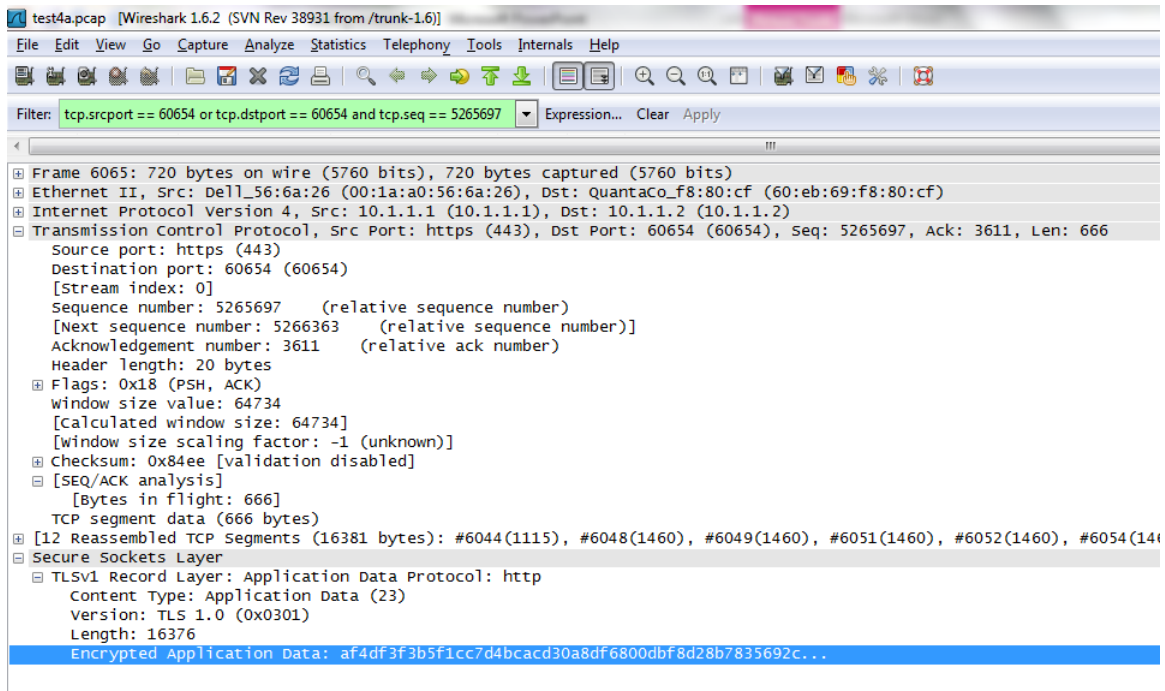 test4a.pcap [Wireshark 1.6.2 (SVN Rev 38931 from /trunk-1.6)]
File Edit View Go Capture Analyze Statistics Telephony Tools Internals Help
Filter: tcp.srcport == 60654 or tcp.dstport == 60654 and tcp.seq == 5265697 Expression... Clear Apply
Frame 6065: 720 bytes on wire (5760 bits), 720 bytes captured (5760 bits)
Ethernet II, Src: Dell_56:6a:26 (00:1a:a0:56:6a:26), Dst: QuantaCo_f8:80:cf (60:eb:69:f8:80:cf)
Internet Protocol Version 4, Src: 10.1.1.1 (10.1.1.1), Dst: 10.1.1.2 (10.1.1.2)
Transmission Control Protocol, Src Port: https (443), Dst Port: 60654 (60654), Seq: 5265697, Ack: 3611, Len: 666
Source port: https (443)
Destination port: 60654 (60654)
[Stream index: 0]
Sequence number: 5265697 (relative sequence number)
[Next sequence number: 5266363 (relative sequence number)]
Acknowledgement number: 3611 (relative ack number)
Header length: 20 bytes
Flags: 0x18 (PSH, ACK)
Window size value: 64734
[Calculated window size: 64734]
[Window size scaling factor: -1 (unknown)]
Checksum: 0x84ee [validation disabled]
[SEQ/ACK analysis]
[Bytes in flight: 666]
TCP segment data (666 bytes)
[12 Reassembled TCP Segments (16381 bytes): #6044(1115), #6048(1460), #6049(1460), #6051(1460), #6052(1460), #6054(146
Secure Sockets Layer
TLSv1 Record Layer: Application Data Protocol: http
Content Type: Application Data (23)
Version: TLS 1.0 (0x0301)
Length: 16376
Encrypted Application Data: af4df3f3b5f1cc7d4bcacd30a8df6800dbf8d28b7835692c...